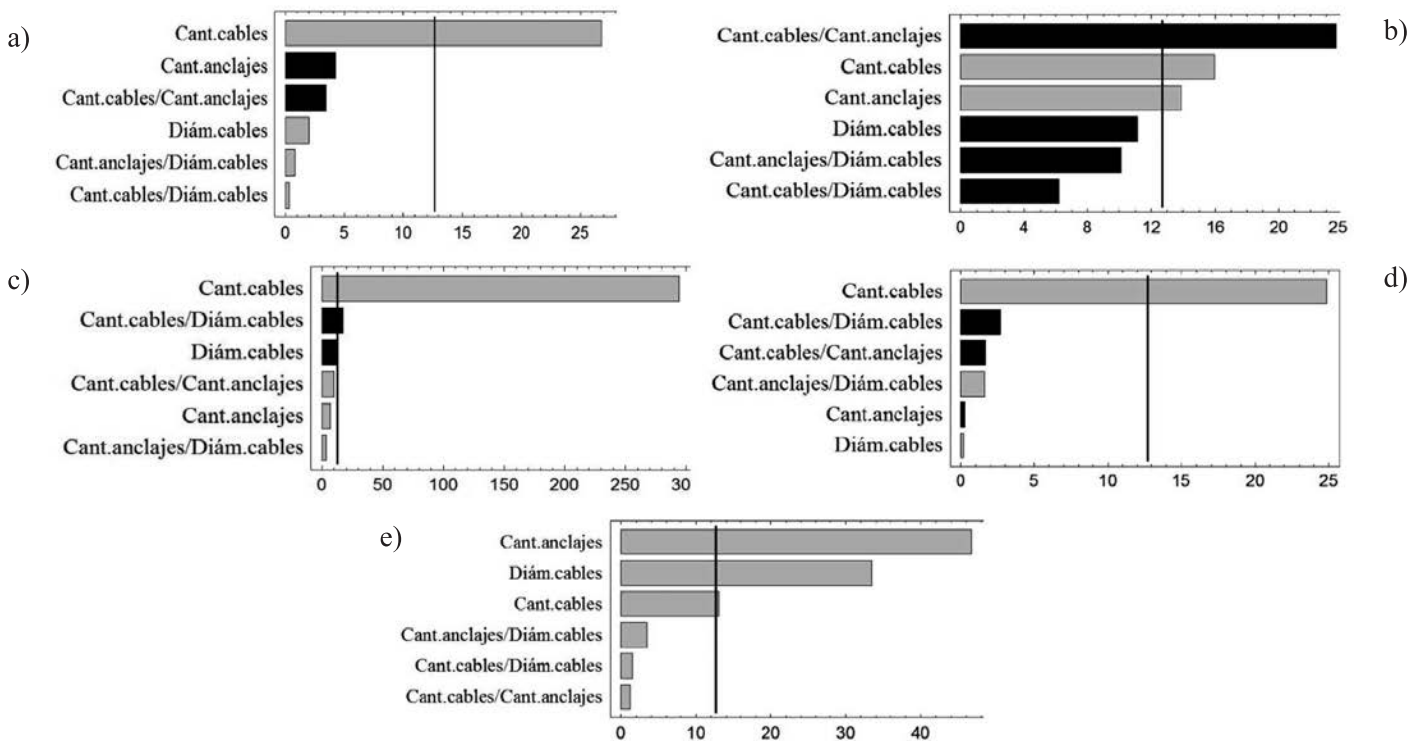 a)
Cant.cables
Cant.anclajes
Cant.cables/Cant.anclajes
Diám.cables
Cant.anclajes/Diám.cables
Cant.cables/Diám.cables
0 5 10 15 20 25
b)
Cant.cables/Cant.anclajes
Cant.cables
Cant.anclajes
Diám.cables
Cant.anclajes/Diám.cables
Cant.cables/Diám.cables
0 4 8 12 16 20 25
c)
Cant.cables
Cant.cables/Diám.cables
Diám.cables
Cant.cables/Cant.anclajes
Cant.anclajes
Cant.anclajes/Diám.cables
0 50 100 150 200 250 30
d)
Cant.cables
Cant.cables/Diám.cables
Cant.cables/Cant.anclajes
Cant.anclajes/Diám.cables
Cant.anclajes
Diám.cables
0 5 10 15 20 25
e)
Cant.anclajes
Diám.cables
Cant.cables
Cant.anclajes/Diám.cables
Cant.cables/Diám.cables
Cant.cables/Cant.anclajes
0 10 20 30 40